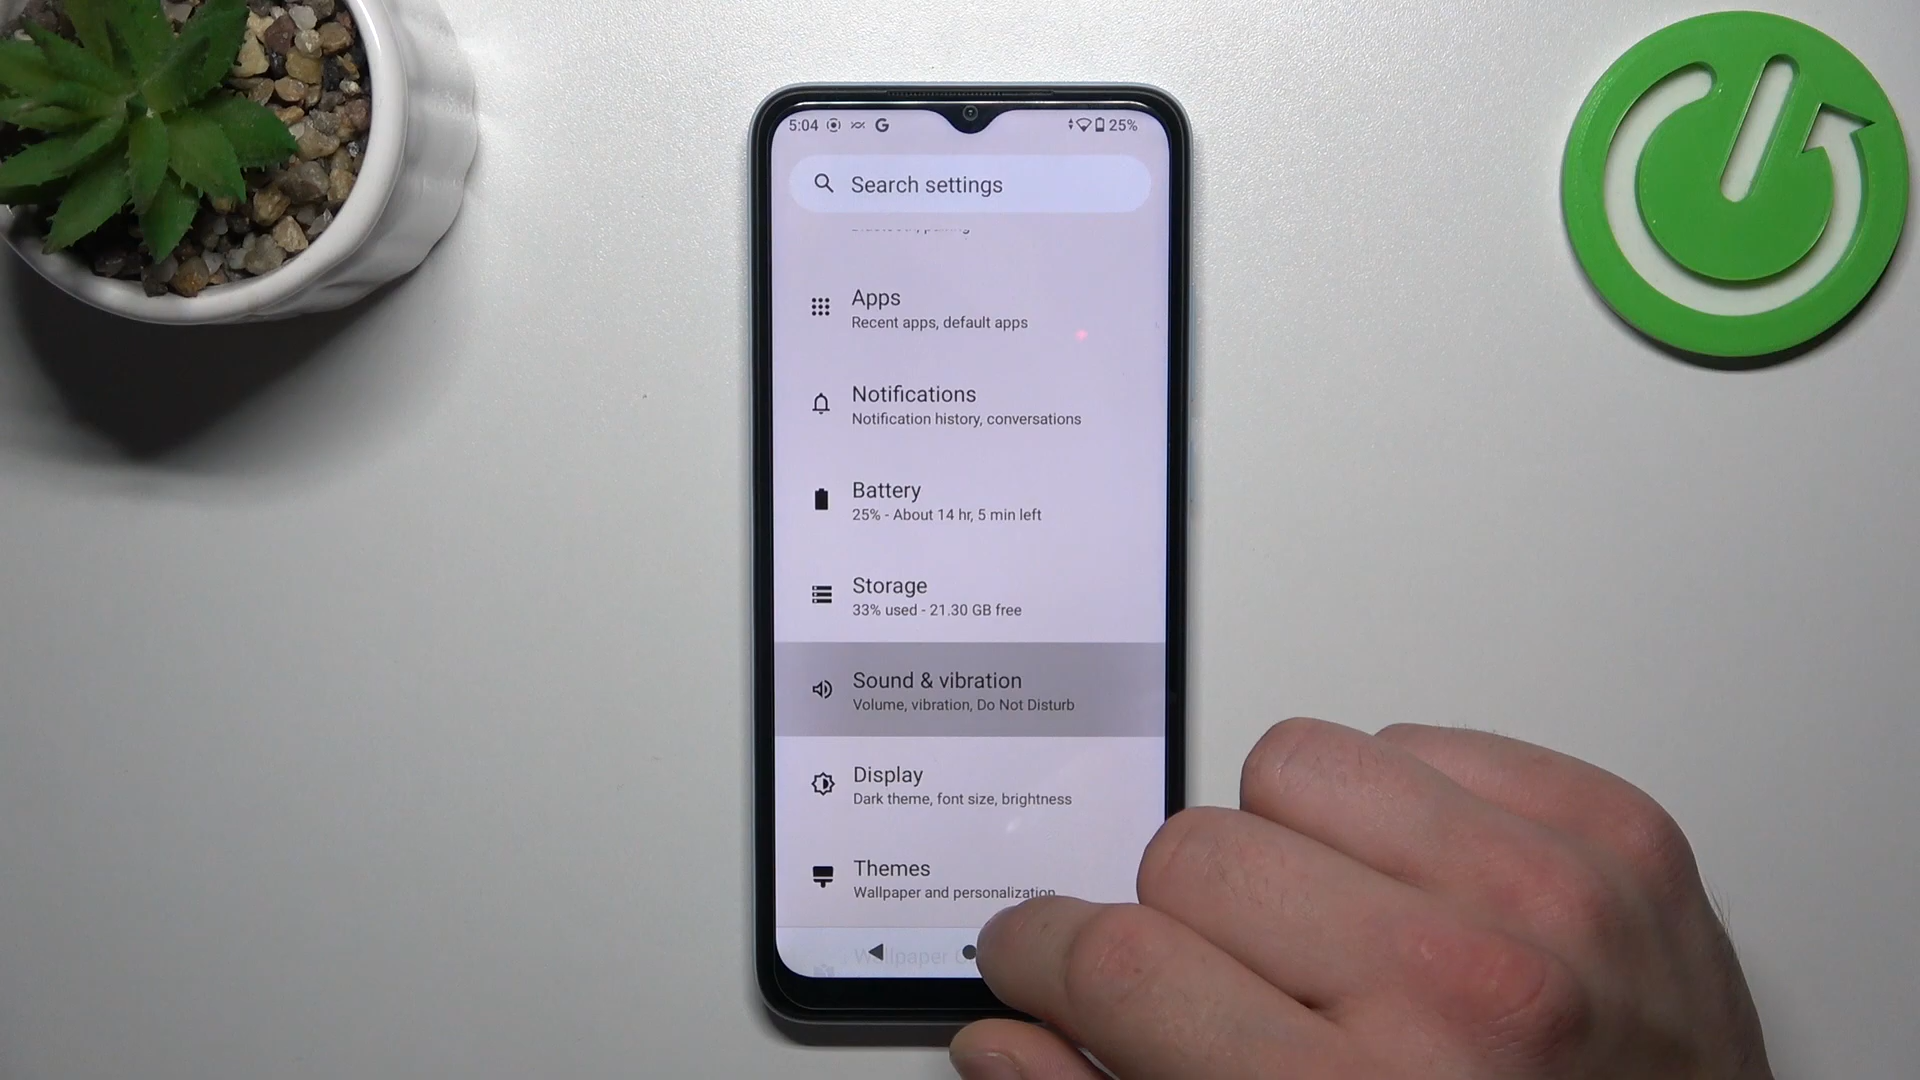 5:04 25%
Search settings
Apps
Recent apps, default apps
Notifications
Notification history, conversations
Battery
25% - About 14 hr, 5 min left
Storage
33% used - 21.30 GB free
Sound & vibration
Volume, vibration, Do Not Disturb
Display
Dark theme, font size, brightness
Themes
Wallpaper and personalization
Wallpaper